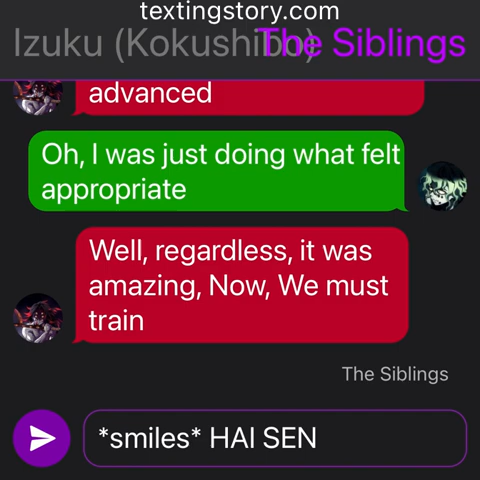 textingstory.com
Izuku (Kokushibo) The Siblings
advanced
Oh, I was just doing what felt
appropriate
Well, regardless, it was
amazing, Now, We must
train
The Siblings
*smiles* HAI SEN